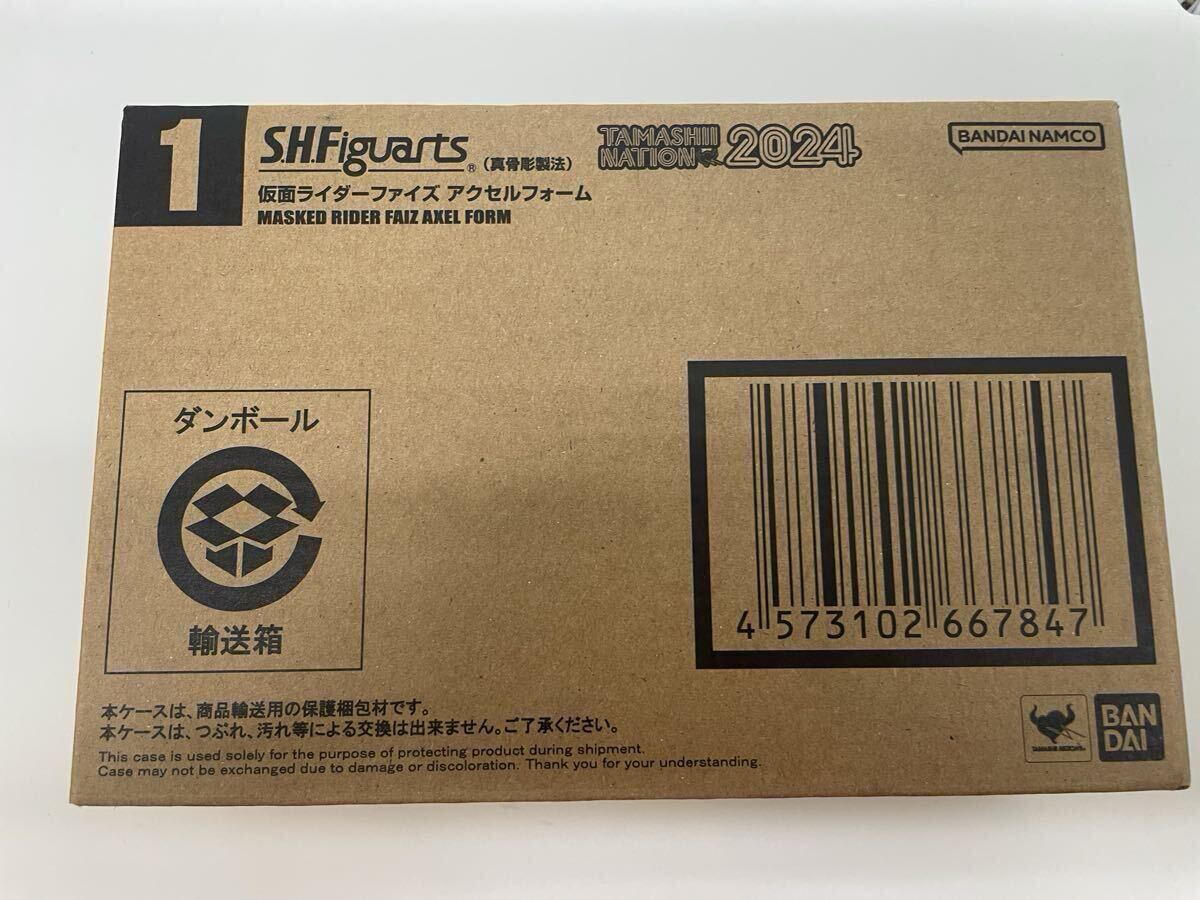 1
S.H.Figuarts® (真骨彫製法)
仮面ライダーファイズ アクセルフォーム
MASKED RIDER FAIZ AXEL FORM
TAMASHII
NATION 2024
BANDAI NAMCO
ダンボール
輸送箱
4 573102 667847
本ケースは、商品輸送用の保護梱包材です。
本ケースは、つぶれ、汚れ等による交換は出来ません。ご了承ください。
This case is used solely for the purpose of protecting product during shipment.
Case may not be exchanged due to damage or discoloration. Thank you for your understanding.
TAMASHII NATIONS
BAN
DAI